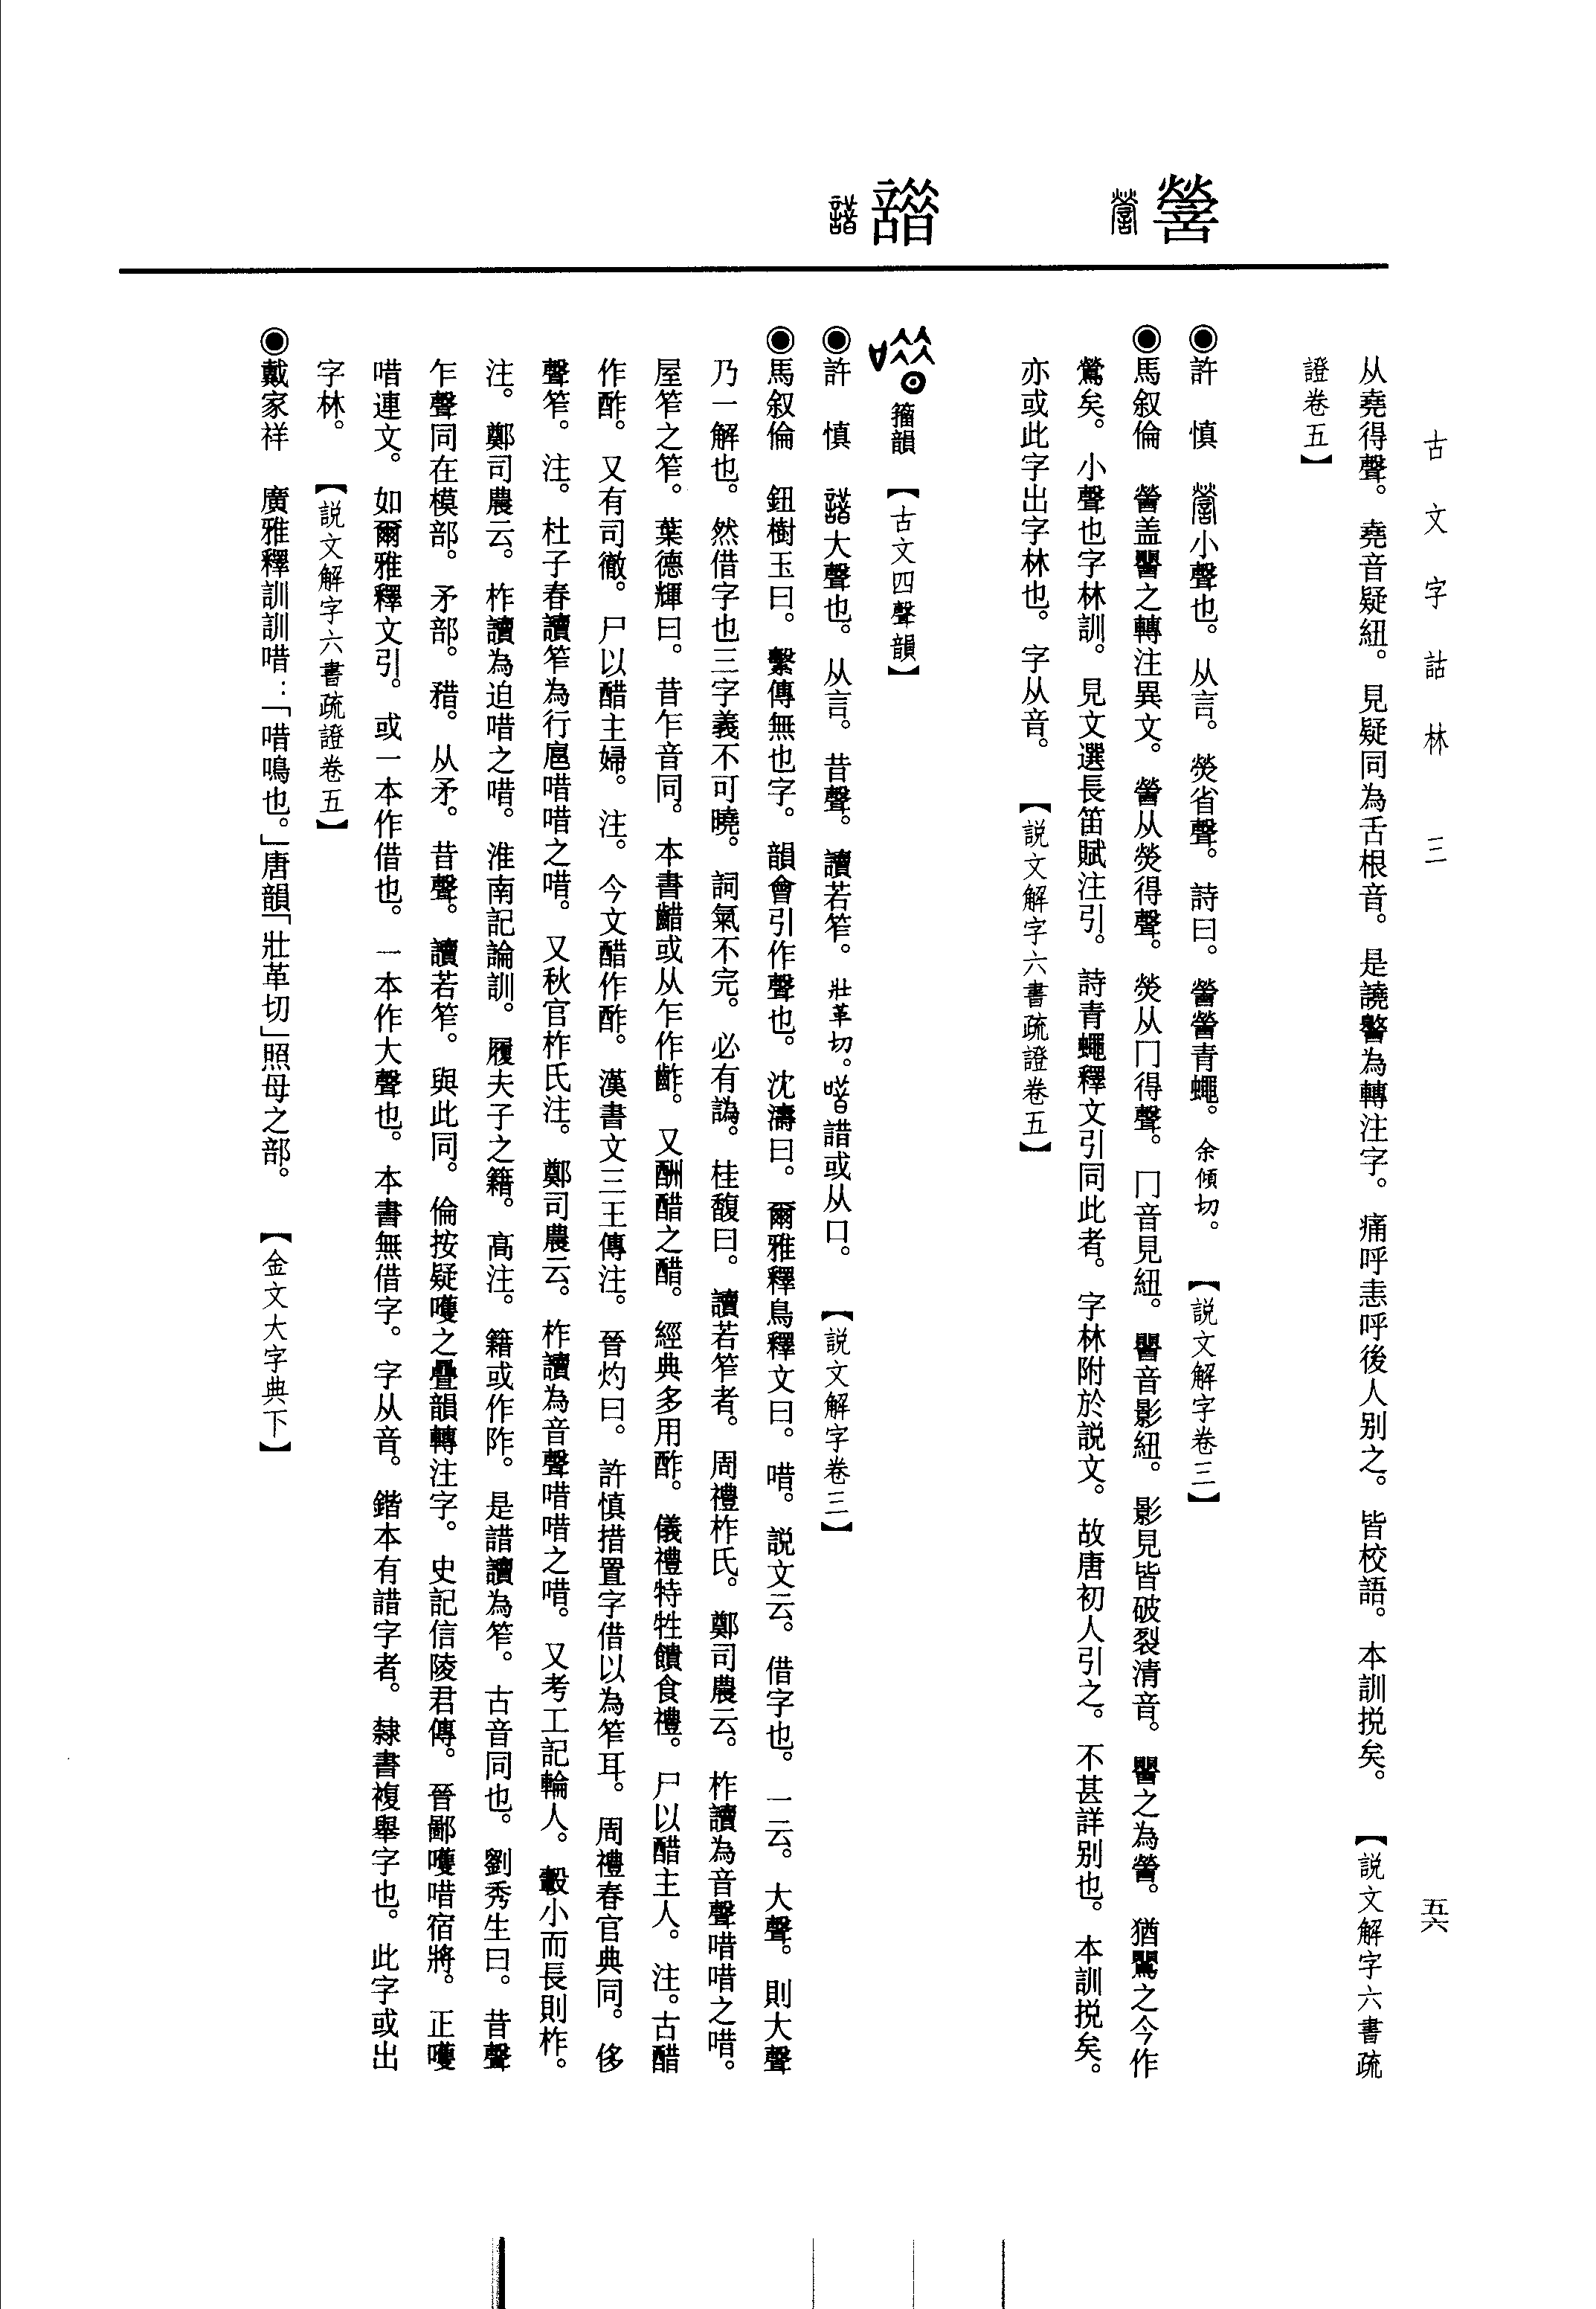 古文字詁林 三
五六
从堯得聲。堯音疑紐。見疑同為舌根音。是譊警為轉注字。痛呼恚呼後人别之。皆校語。本訓挩矣。【説文解字六書疏
證卷五】
謍
◉許 慎 謍小聲也。从言。熒省聲。詩曰。謍謍青蠅。余傾切。【説文解字卷三】
◉馬叙倫 謍盖譻之轉注異文。謍从熒得聲。熒从冂得聲。冂音見紐。譻音影紐。影見皆破裂清音。譻之為謍。猶鸎之今作
鶯矣。小聲也字林訓。見文選長笛賦注引。詩青蠅釋文引同此者。字林附於説文。故唐初人引之。不甚詳别也。本訓挩矣。
亦或此字出字林也。字从音。【説文解字六書疏證卷五】
諎
籀韻【古文四聲韻】
◉許 慎 諎大聲也。从言。昔聲。讀若笮。壯革切。唶諎或从口。【説文解字卷三】
◉馬叙倫 鈕樹玉曰。繫傳無也字。韻會引作聲也。沈濤曰。爾雅釋鳥釋文曰。唶。説文云。借字也。一云。大聲。則大聲
乃一解也。然借字也三字義不可曉。詞氣不完。必有譌。桂馥曰。讀若笮者。周禮柞氏。鄭司農云。柞讀為音聲唶唶之唶。
屋笮之笮。葉德輝曰。昔乍音同。本書齰或从乍作齚。又酬醋之醋。經典多用酢。儀禮特牲饋食禮。尸以醋主人。注。古醋
作酢。又有司徹。尸以醋主婦。注。今文醋作酢。漢書文三王傳注。晉灼曰。許慎措置字借以為笮耳。周禮春官典同。侈
聲笮。注。杜子春讀笮為行扈唶唶之唶。又秋官柞氏注。鄭司農云。柞讀為音聲唶唶之唶。又考工記輪人。轂小而長則柞。
注。鄭司農云。柞讀為迫唶之唶。淮南記論訓。履夫子之籍。高注。籍或作阼。是諎讀為笮。古音同也。劉秀生曰。昔聲
乍聲同在模部。矛部。矠。从矛。昔聲。讀若笮。與此同。倫按疑嚄之疊韻轉注字。史記信陵君傳。晉鄙嚄唶宿將。正嚄
唶連文。如爾雅釋文引。或一本作借也。一本作大聲也。本書無借字。字从音。鍇本有諎字者。隸書複舉字也。此字或出
字林。【説文解字六書疏證卷五】
◉戴家祥 廣雅釋訓訓唶：「唶鳴也。」唐韻「壯革切」照母之部。【金文大字典下】